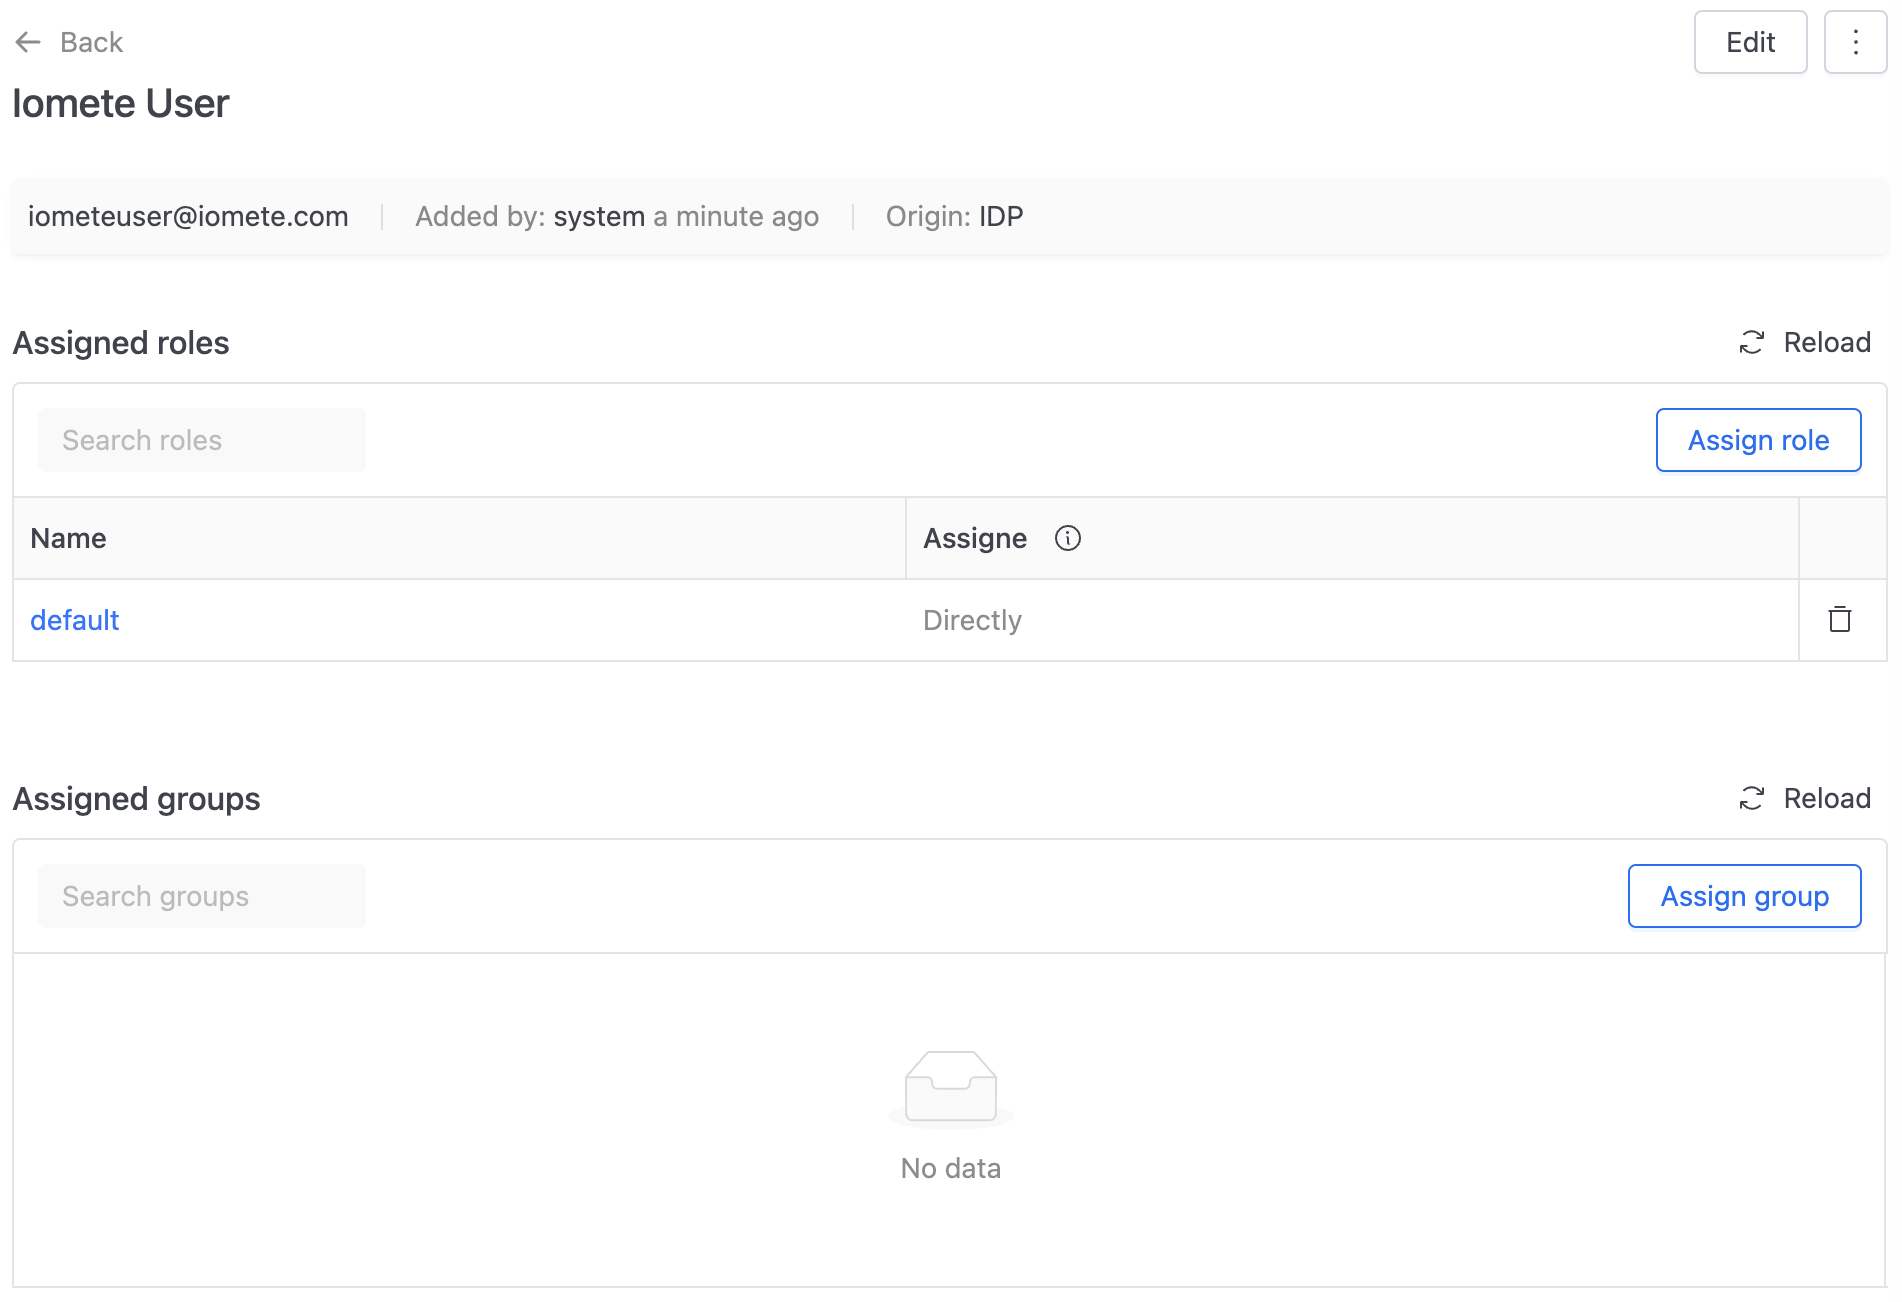 Back
Edit
Iomete User
iometeuser@iomete.com Added by: system a minute ago Origin: IDP
Assigned roles Reload
Search roles Assign role
Name Assigne
default Directly
Assigned groups Reload
Search groups Assign group
No data